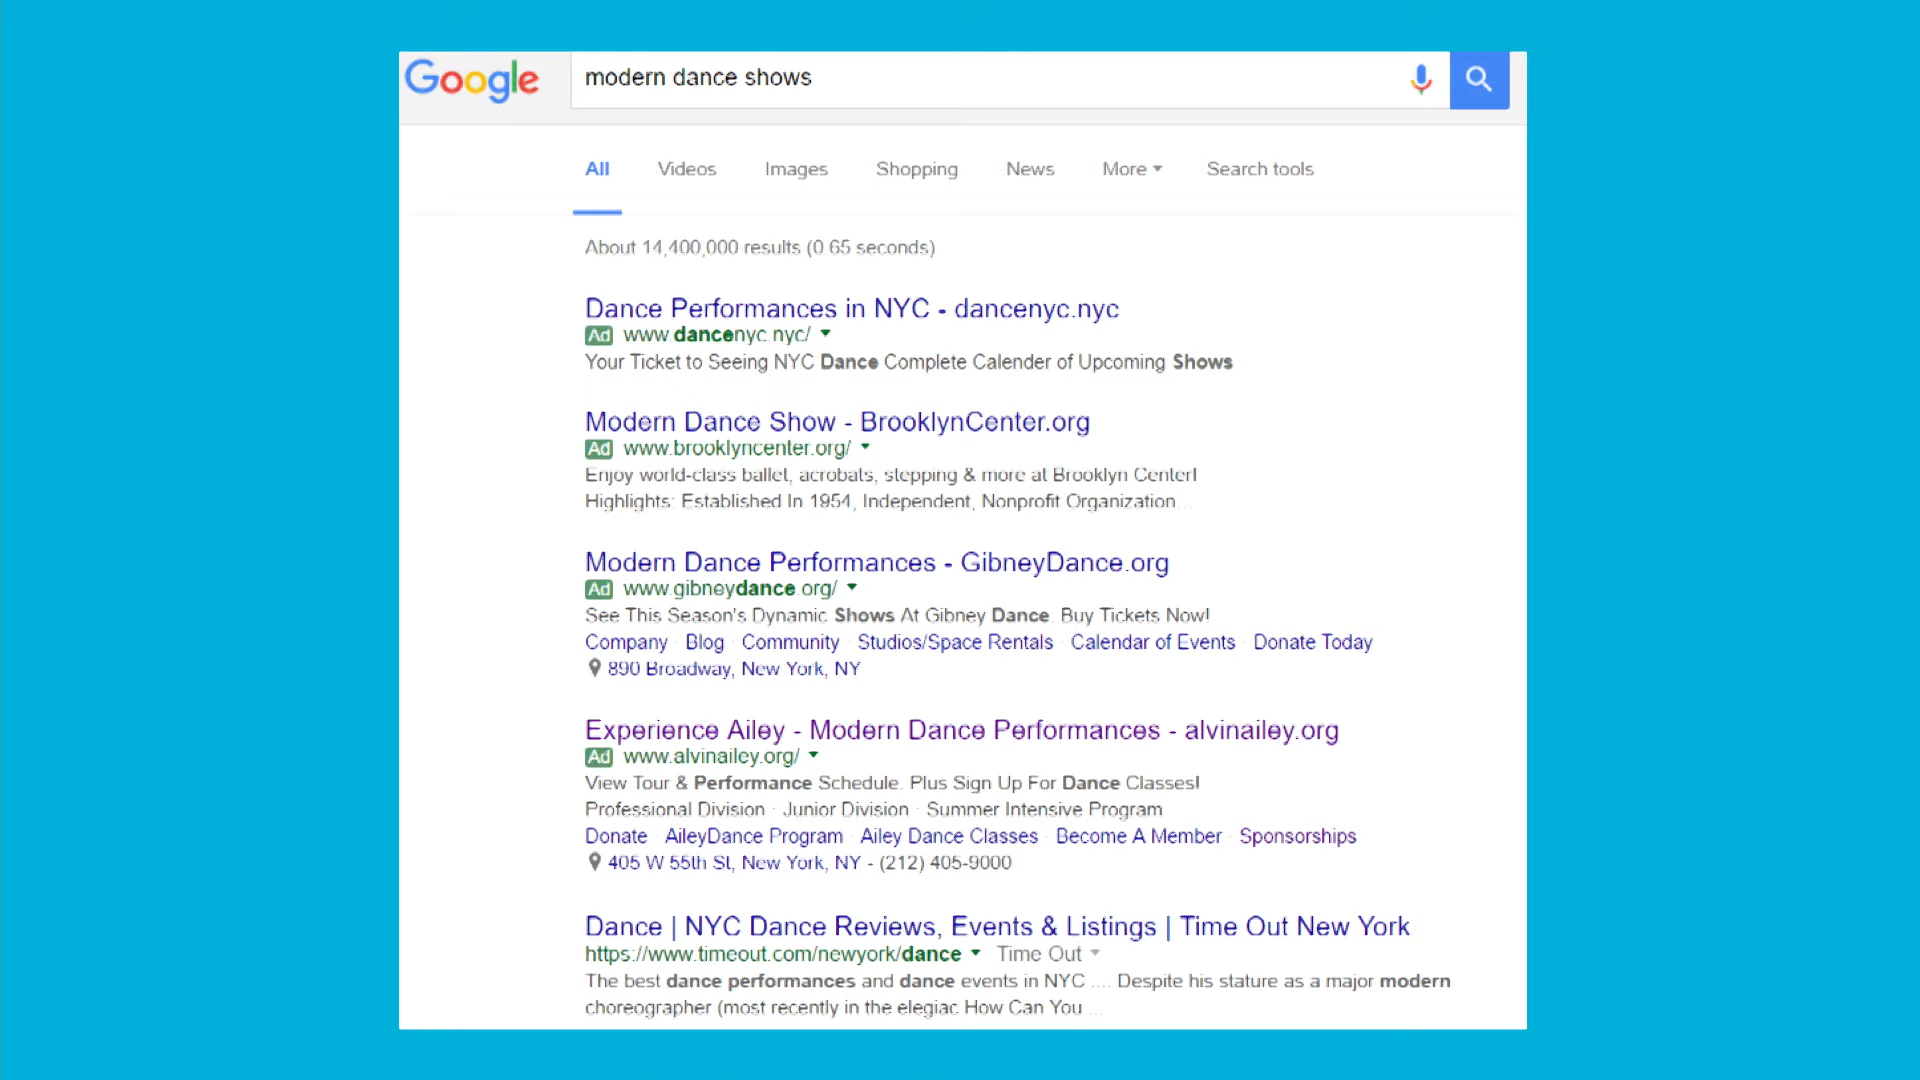 Google
modern dance shows
All Videos Images Shopping News More Search tools
About 14,400,000 results (0.65 seconds)
Dance Performances in NYC - dancenyc.nyc
Ad www.dancenyc.nyc/
Your Ticket to Seeing NYC Dance Complete Calender of Upcoming Shows
Modern Dance Show - BrooklynCenter.org
Ad www.brooklyncenter.org/
Enjoy world-class ballet, acrobats, stepping & more at Brooklyn Center!
Highlights: Established In 1954, Independent, Nonprofit Organization...
Modern Dance Performances - GibneyDance.org
Ad www.gibneydance.org/
See This Season's Dynamic Shows At Gibney Dance. Buy Tickets Now!
Company · Blog · Community · Studios/Space Rentals · Calendar of Events · Donate Today
890 Broadway, New York, NY
Experience Ailey - Modern Dance Performances - alvinailey.org
Ad www.alvinailey.org/
View Tour & Performance Schedule. Plus Sign Up For Dance Classes!
Professional Division · Junior Division · Summer Intensive Program
Donate · AileyDance Program · Ailey Dance Classes · Become A Member · Sponsorships
405 W 55th St, New York, NY - (212) 405-9000
Dance | NYC Dance Reviews, Events & Listings | Time Out New York
https://www.timeout.com/newyork/dance Time Out
The best dance performances and dance events in NYC .... Despite his stature as a major modern
choreographer (most recently in the elegiac How Can You ...